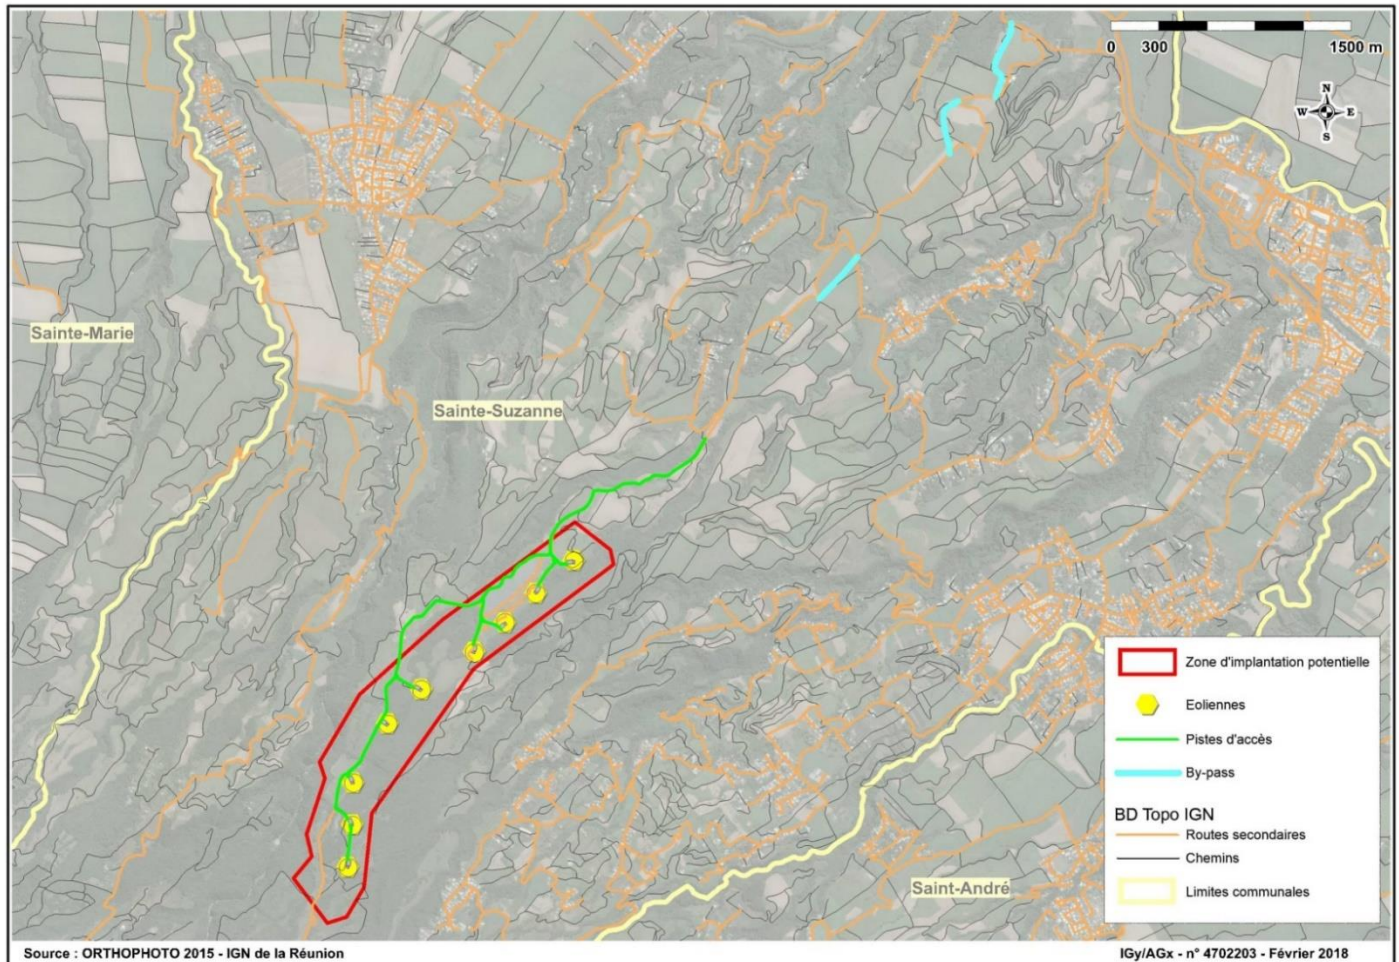 0 300 1500 m
N
W E
S
Sainte-Marie
Sainte-Suzanne
Saint-André
Zone d'implantation potentielle
Eoliennes
Pistes d'accès
By-pass
BD Topo IGN
Routes secondaires
Chemins
Limites communales
Source : ORTHOPHOTO 2015 - IGN de la Réunion
IGy/AGx - n° 4702203 - Février 2018